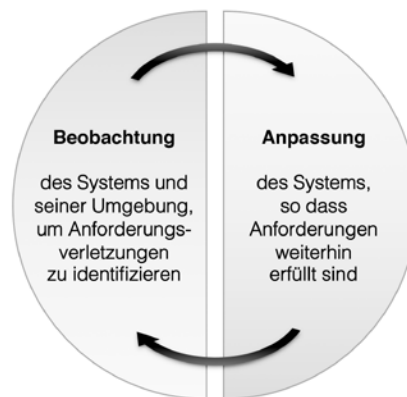 Beobachtung
des Systems und
seiner Umgebung,
um Anforderungs-
verletzungen
zu identifizieren
Anpassung
des Systems,
so dass
Anforderungen
weiterhin
erfüllt sind